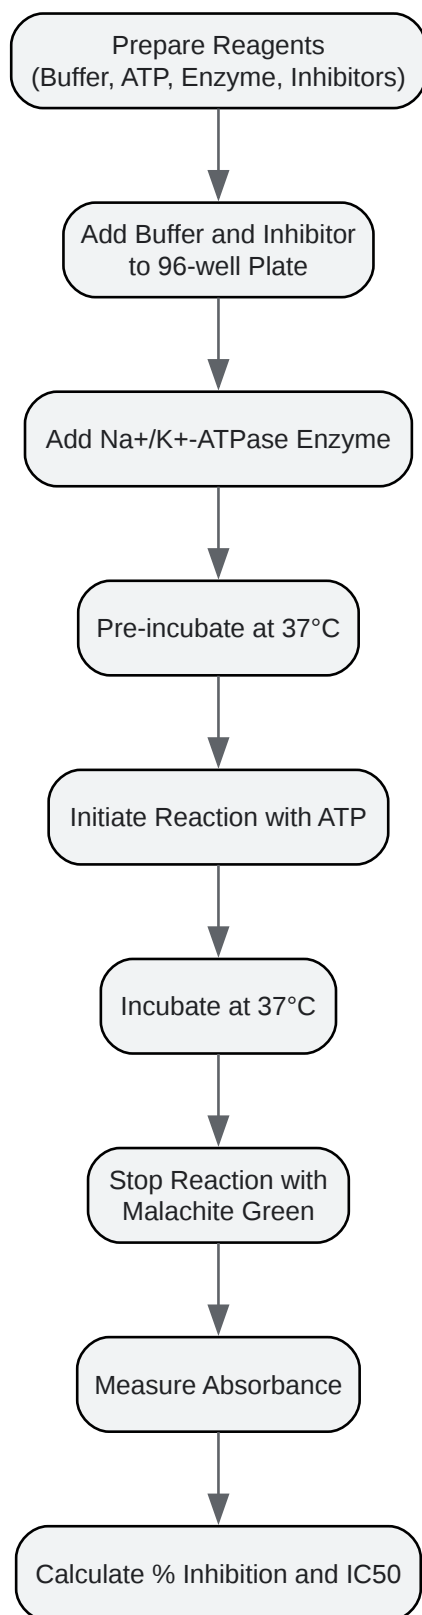 Prepare Reagents
(Buffer, ATP, Enzyme, Inhibitors)
Add Buffer and Inhibitor
to 96-well Plate
Add Na+/K+-ATPase Enzyme
Pre-incubate at 37°C
Initiate Reaction with ATP
Incubate at 37°C
Stop Reaction with
Malachite Green
Measure Absorbance
Calculate % Inhibition and IC50